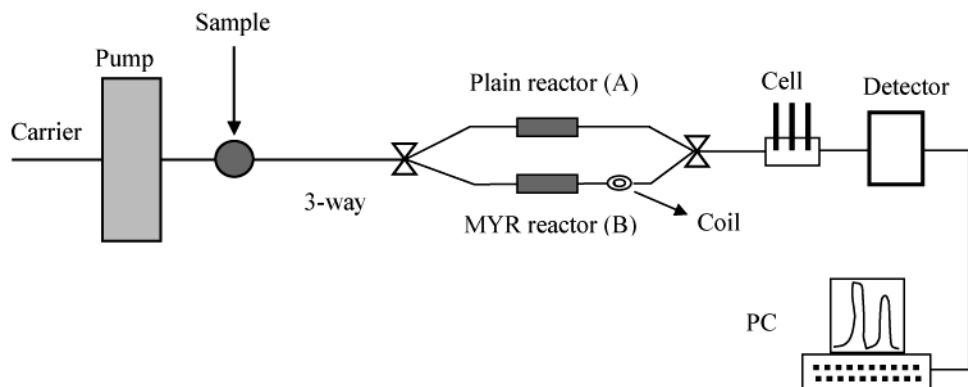 Sample
Pump
Carrier
3-way
Plain reactor (A)
MYR reactor (B)
Coil
Cell
Detector
PC